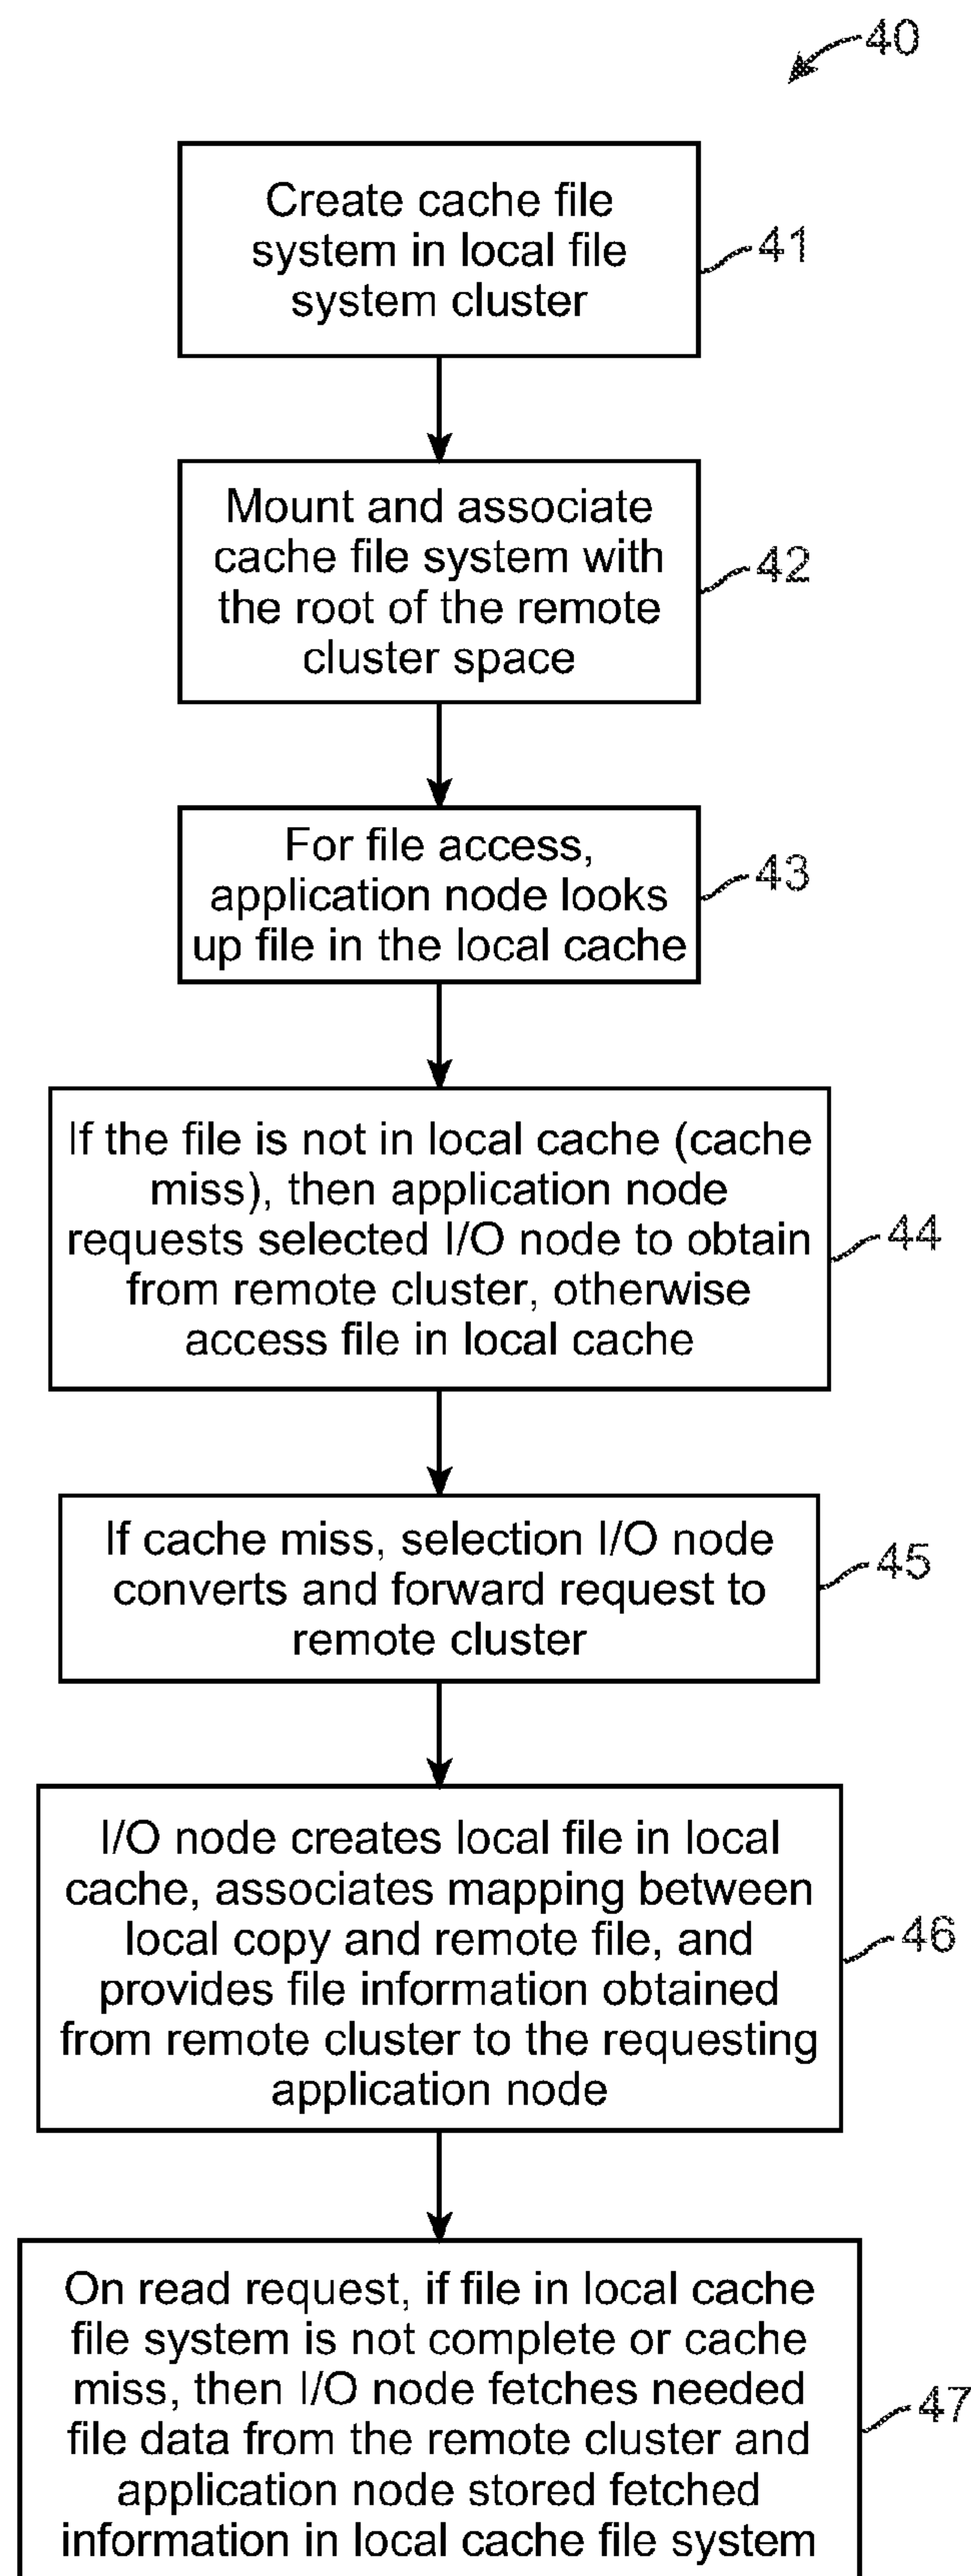 40
Create cache file
system in local file
system cluster
41
Mount and associate
cache file system with
the root of the remote
cluster space
42
For file access,
application node looks
up file in the local cache
43
If the file is not in local cache (cache
miss), then application node
requests selected I/O node to obtain
from remote cluster, otherwise
access file in local cache
44
If cache miss, selection I/O node
converts and forward request to
remote cluster
45
I/O node creates local file in local
cache, associates mapping between
local copy and remote file, and
provides file information obtained
from remote cluster to the requesting
application node
46
On read request, if file in local cache
file system is not complete or cache
miss, then I/O node fetches needed
file data from the remote cluster and
application node stored fetched
information in local cache file system
47